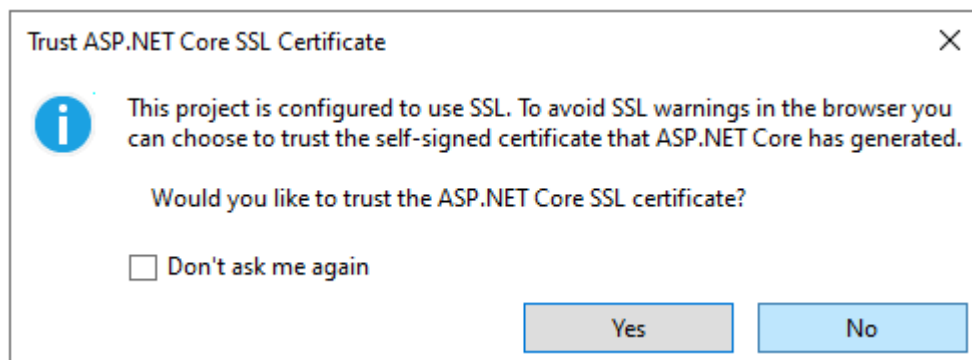 Trust ASP.NET Core SSL Certificate
This project is configured to use SSL. To avoid SSL warnings in the browser you
can choose to trust the self-signed certificate that ASP.NET Core has generated.
Would you like to trust the ASP.NET Core SSL certificate?
Don't ask me again
Yes
No